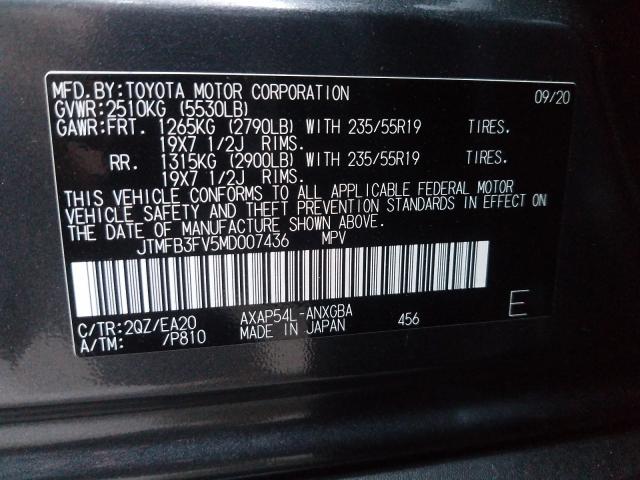 MFD.BY:TOYOTA MOTOR CORPORATION 09/20
GVWR:2510KG (5530LB)
GAWR:FRT. 1265KG (2790LB) WITH 235/55R19 TIRES.
19X7 1/2J RIMS.
RR. 1315KG (2900LB) WITH 235/55R19 TIRES.
19X7 1/2J RIMS.
THIS VEHICLE CONFORMS TO ALL APPLICABLE FEDERAL MOTOR
VEHICLE SAFETY AND THEFT PREVENTION STANDARDS IN EFFECT ON
THE DATE OF MANUFACTURE SHOWN ABOVE.
JTMFB3FV5MD007436 MPV
C/TR:2QZ/EA20 AXAP54L-ANXGBA 456 E
A/TM: /P810 MADE IN JAPAN